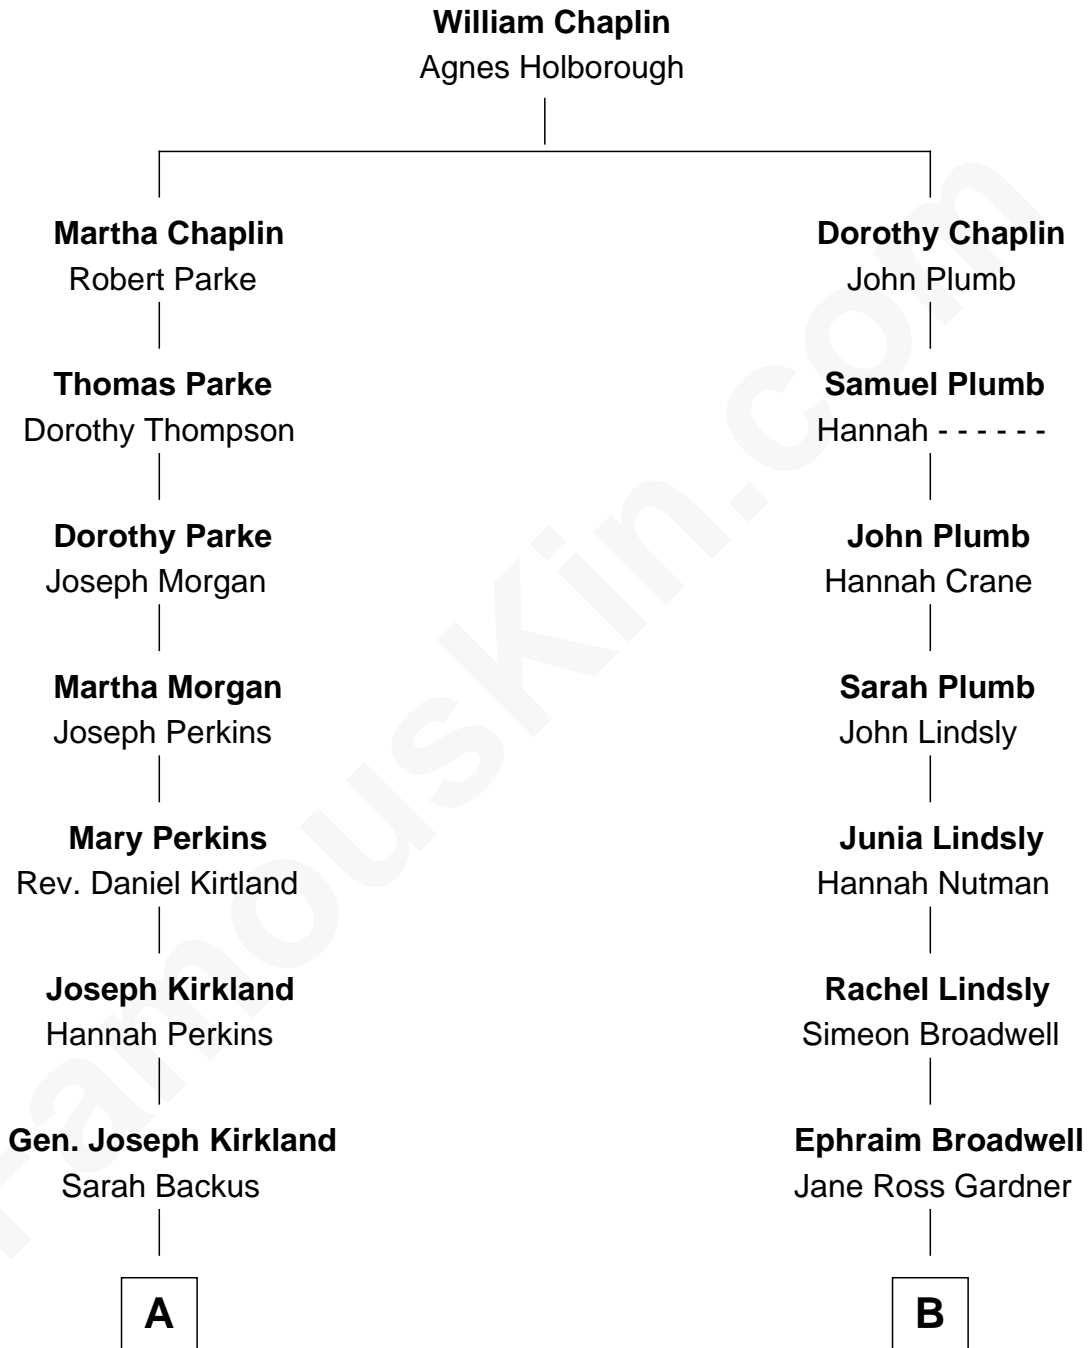 William Chaplin
Agnes Holborough
Martha Chaplin
Robert Parke
Dorothy Chaplin
John Plumb
Thomas Parke
Dorothy Thompson
Samuel Plumb
Hannah - - - - - -
Dorothy Parke
Joseph Morgan
John Plumb
Hannah Crane
Martha Morgan
Joseph Perkins
Sarah Plumb
John Lindsly
Mary Perkins
Rev. Daniel Kirtland
Junia Lindsly
Hannah Nutman
Joseph Kirkland
Hannah Perkins
Rachel Lindsly
Simeon Broadwell
Gen. Joseph Kirkland
Sarah Backus
Ephraim Broadwell
Jane Ross Gardner
A
B
FamousKin.com